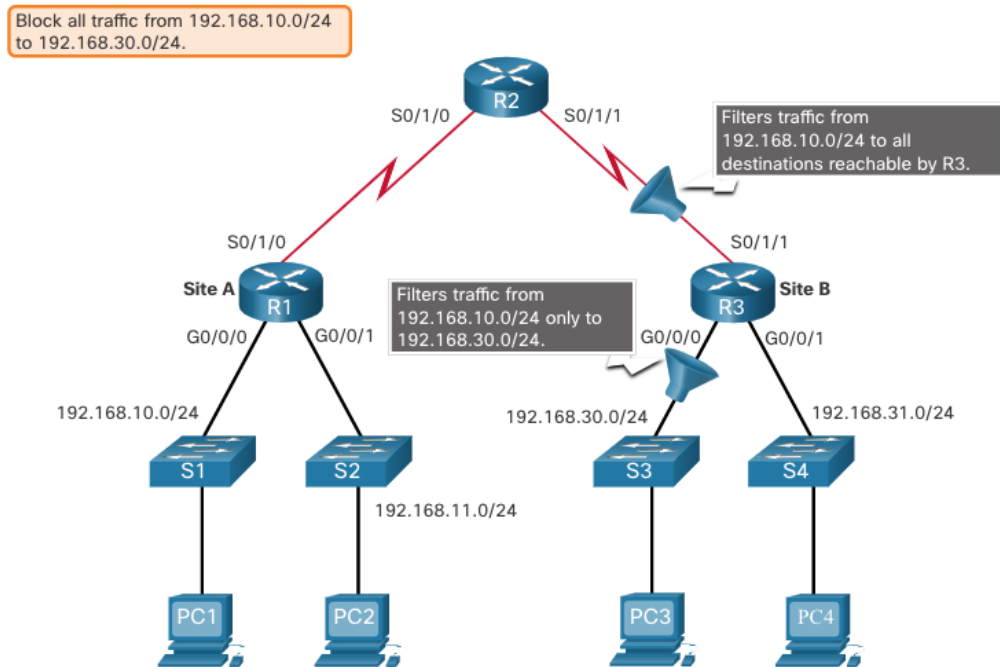 Block all traffic from 192.168.10.0/24
to 192.168.30.0/24.
R2
S0/1/0
S0/1/1
Filters traffic from
192.168.10.0/24 to all
destinations reachable by R3.
S0/1/0
S0/1/1
Site A
R1
Filters traffic from
192.168.10.0/24 only to
192.168.30.0/24.
R3
Site B
G0/0/0
G0/0/1
G0/0/0
G0/0/1
192.168.10.0/24
192.168.30.0/24
192.168.31.0/24
S1
S2
S3
S4
192.168.11.0/24
PC1
PC2
PC3
PC4